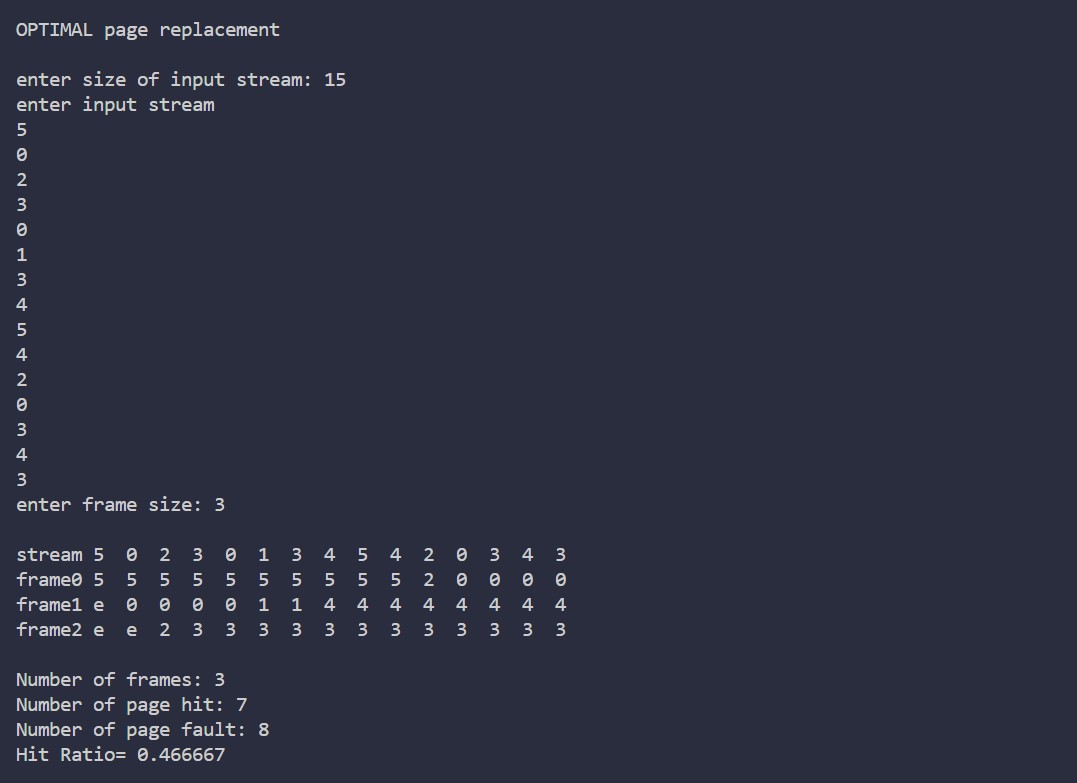 OPTIMAL page replacement
enter size of input stream: 15
enter input stream
5
0
2
3
0
1
3
4
5
4
2
0
3
4
3
enter frame size: 3
stream 5  0  2  3  0  1  3  4  5  4  2  0  3  4  3
frame0 5  5  5  5  5  5  5  5  5  5  2  0  0  0  0
frame1 e  0  0  0  0  1  1  4  4  4  4  4  4  4  4
frame2 e  e  2  3  3  3  3  3  3  3  3  3  3  3  3
Number of frames: 3
Number of page hit: 7
Number of page fault: 8
Hit Ratio= 0.466667